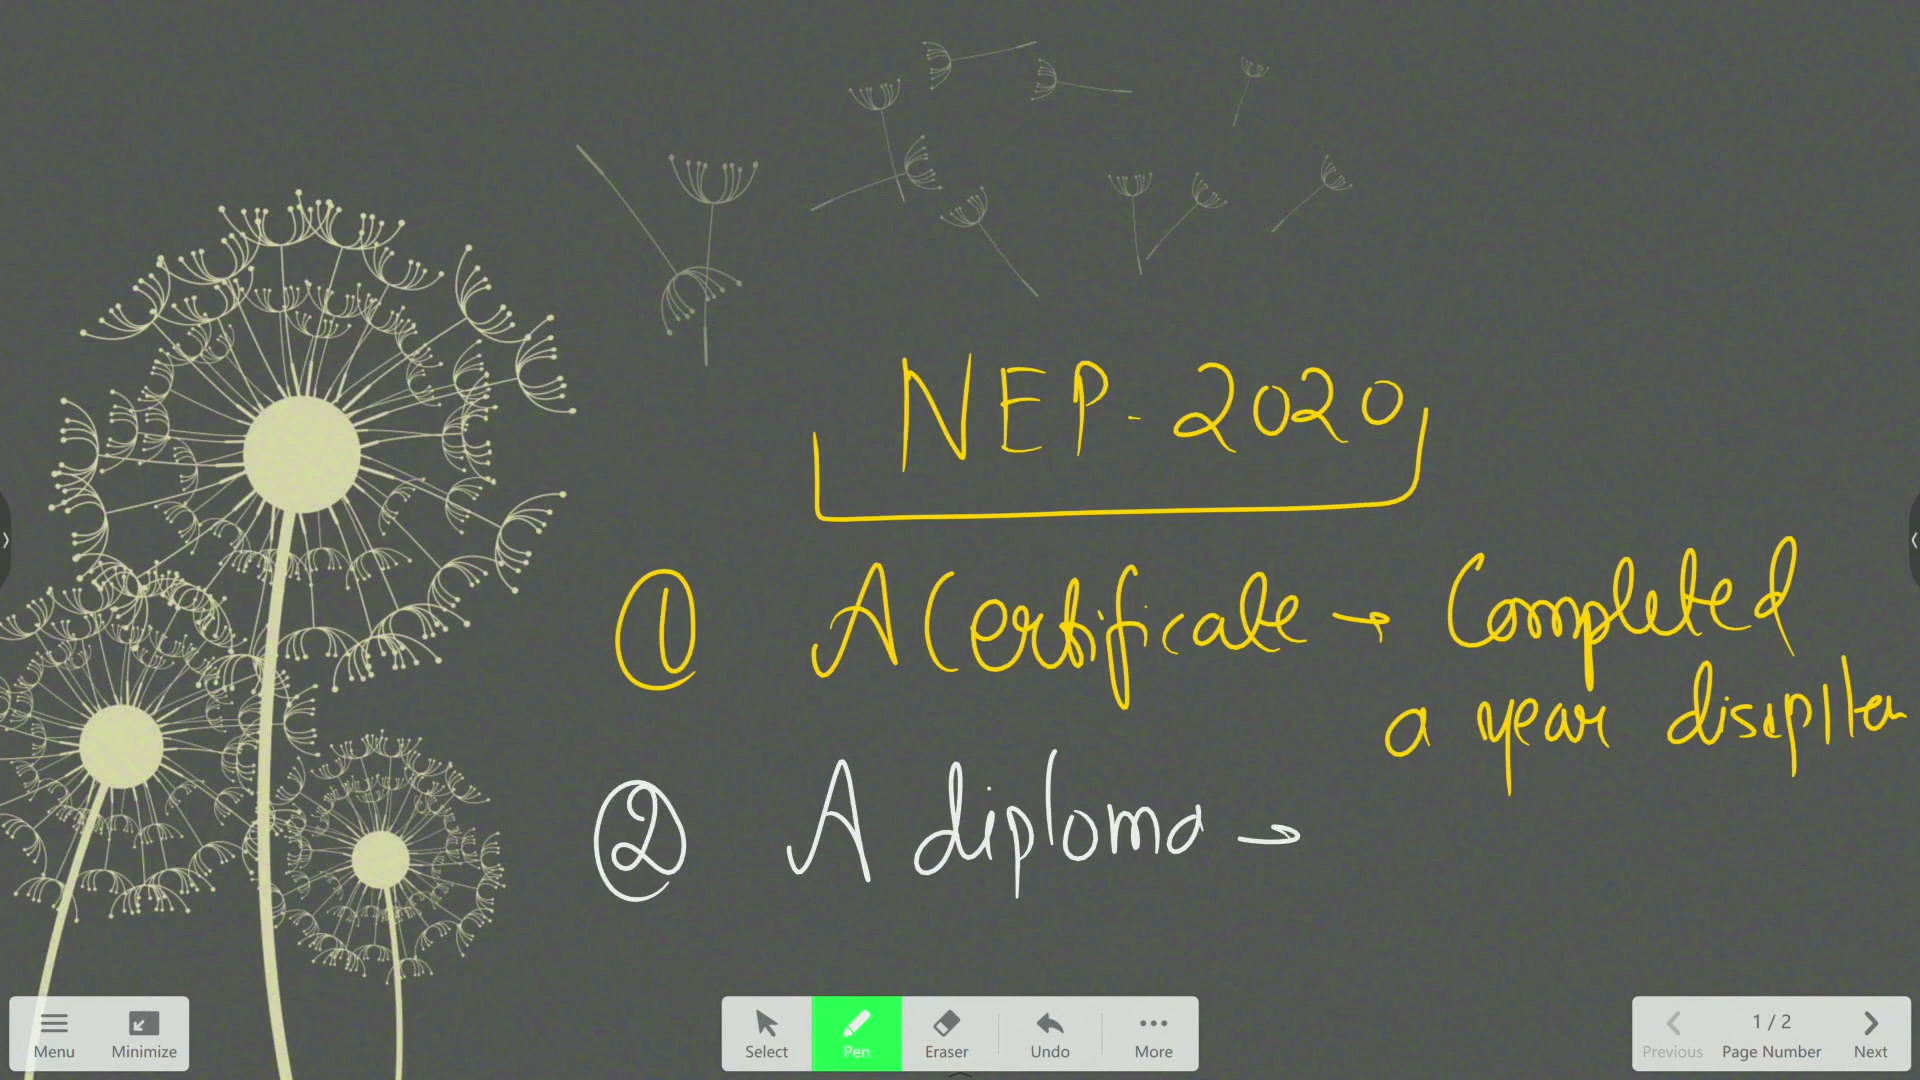 NEP-2020
① A Certificate → Completed
a year
② A diploma →
Menu Minimize Select Pen Eraser Undo More Previous 1 / 2 Page Number Next